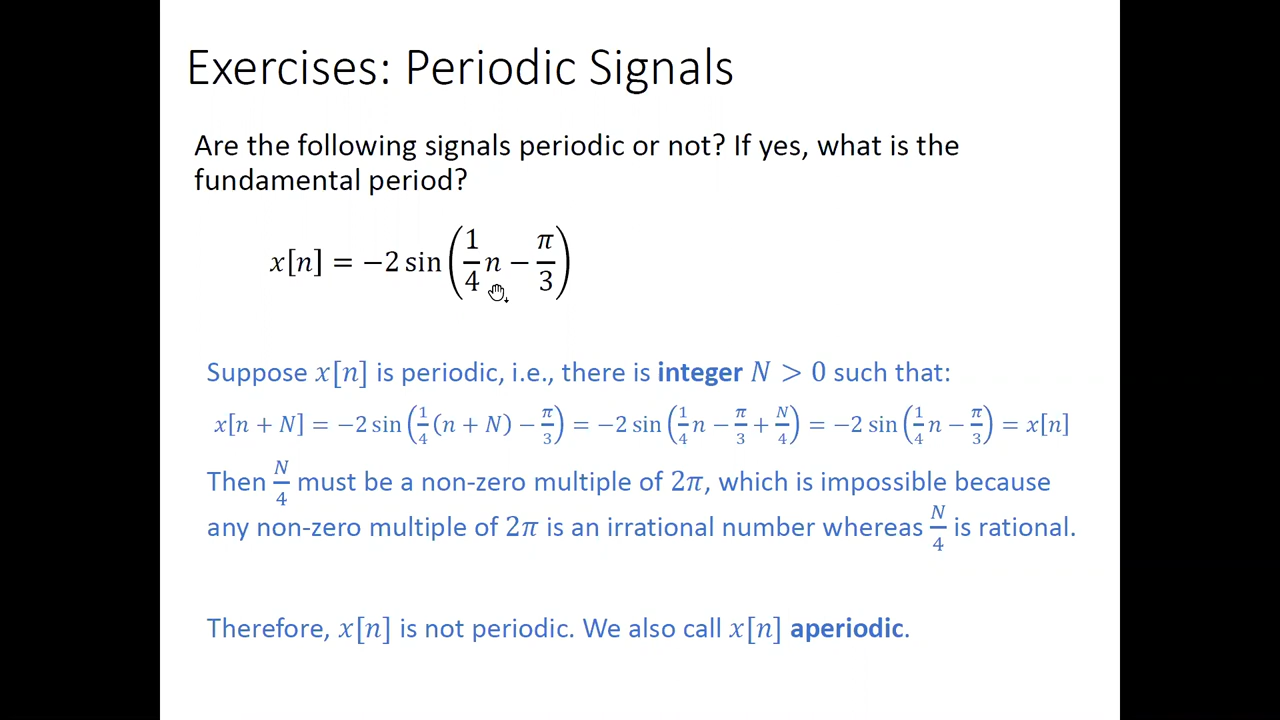 Exercises: Periodic Signals
Are the following signals periodic or not? If yes, what is the
fundamental period?
x[n] = −2 sin(1/4 n − π/3)
Suppose x[n] is periodic, i.e., there is integer N > 0 such that:
x[n + N] = −2 sin(1/4 (n + N) − π/3) = −2 sin(1/4 n − π/3 + N/4) = −2 sin(1/4 n − π/3) = x[n]
Then N/4 must be a non-zero multiple of 2π, which is impossible because
any non-zero multiple of 2π is an irrational number whereas N/4 is rational.
Therefore, x[n] is not periodic. We also call x[n] aperiodic.